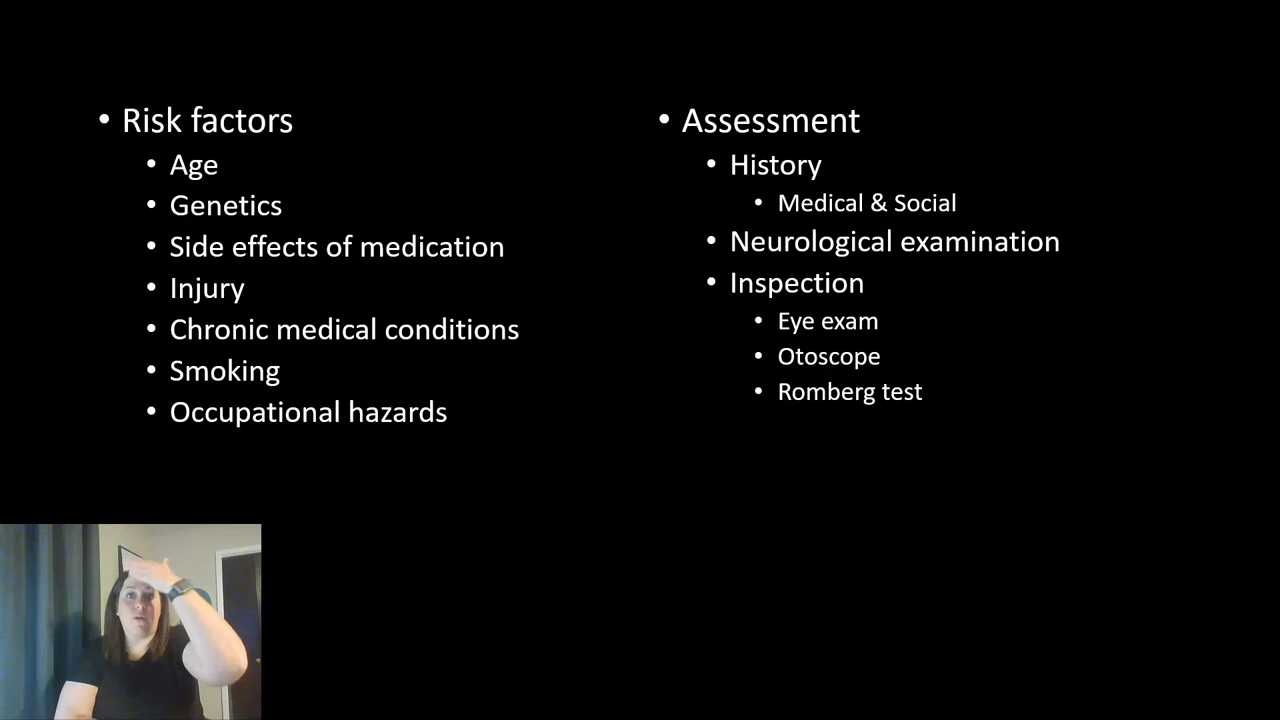 • Risk factors
• Age
• Genetics
• Side effects of medication
• Injury
• Chronic medical conditions
• Smoking
• Occupational hazards
• Assessment
• History
• Medical & Social
• Neurological examination
• Inspection
• Eye exam
• Otoscope
• Romberg test